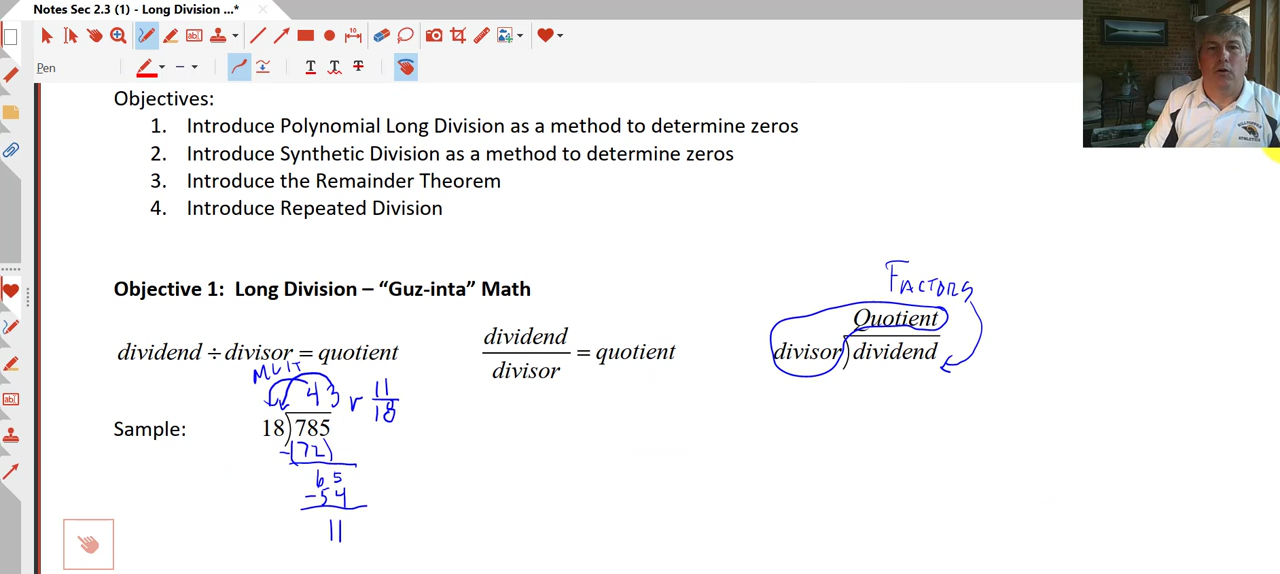 Notes Sec 2.3 (1) - Long Division ...*
Pen
Objectives:
1. Introduce Polynomial Long Division as a method to determine zeros
2. Introduce Synthetic Division as a method to determine zeros
3. Introduce the Remainder Theorem
4. Introduce Repeated Division
Objective 1: Long Division – “Guz-inta” Math
FACTORS
dividend ÷ divisor = quotient
dividend
divisor
= quotient
Quotient
divisor)dividend
MULT
43 r 11/18
Sample:
18)785
-(72)
65
-54
11